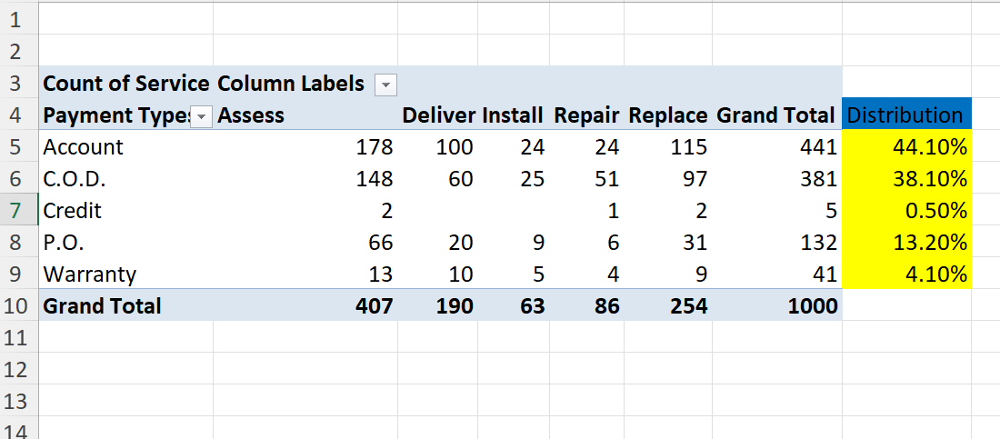 1
2
3 Count of Service Column Labels
4 Payment Types Assess Deliver Install Repair Replace Grand Total Distribution
5 Account 178 100 24 24 115 441 44.10%
6 C.O.D. 148 60 25 51 97 381 38.10%
7 Credit 2 1 2 5 0.50%
8 P.O. 66 20 9 6 31 132 13.20%
9 Warranty 13 10 5 4 9 41 4.10%
10 Grand Total 407 190 63 86 254 1000
11
12
13
14